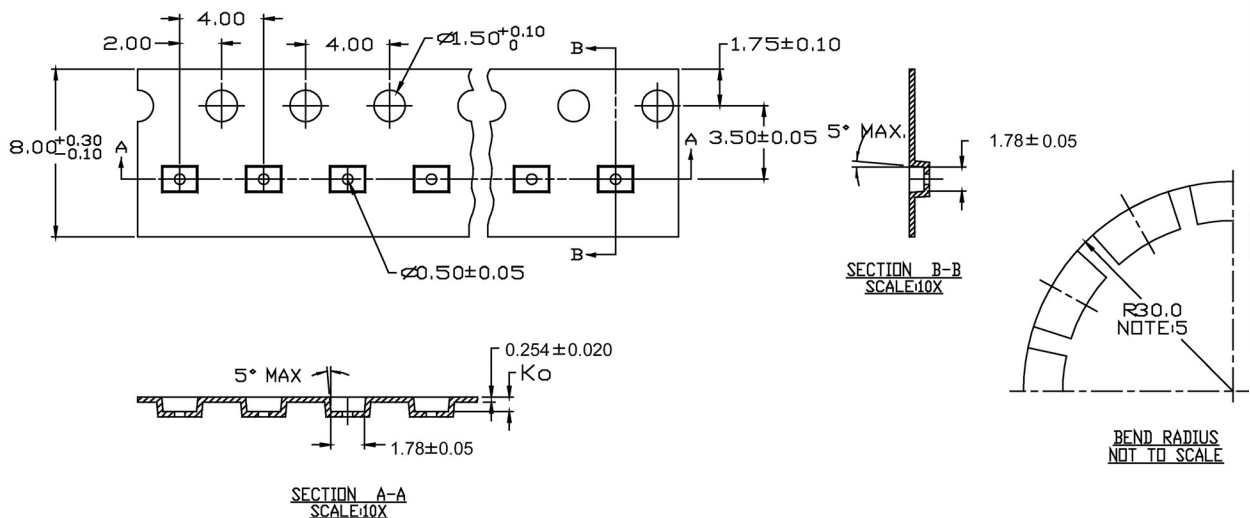 4.00
2.00
4.00
⌀1.50 +0.10 0
B
1.75±0.10
8.00 +0.30 -0.10
A
A
3.50±0.05
B
⌀0.50±0.05
5° MAX.
1.78±0.05
SECTION B-B
SCALE:10X
R30.0
NOTE:5
BEND RADIUS
NOT TO SCALE
0.254±0.020
5° MAX
Ko
1.78±0.05
SECTION A-A
SCALE:10X